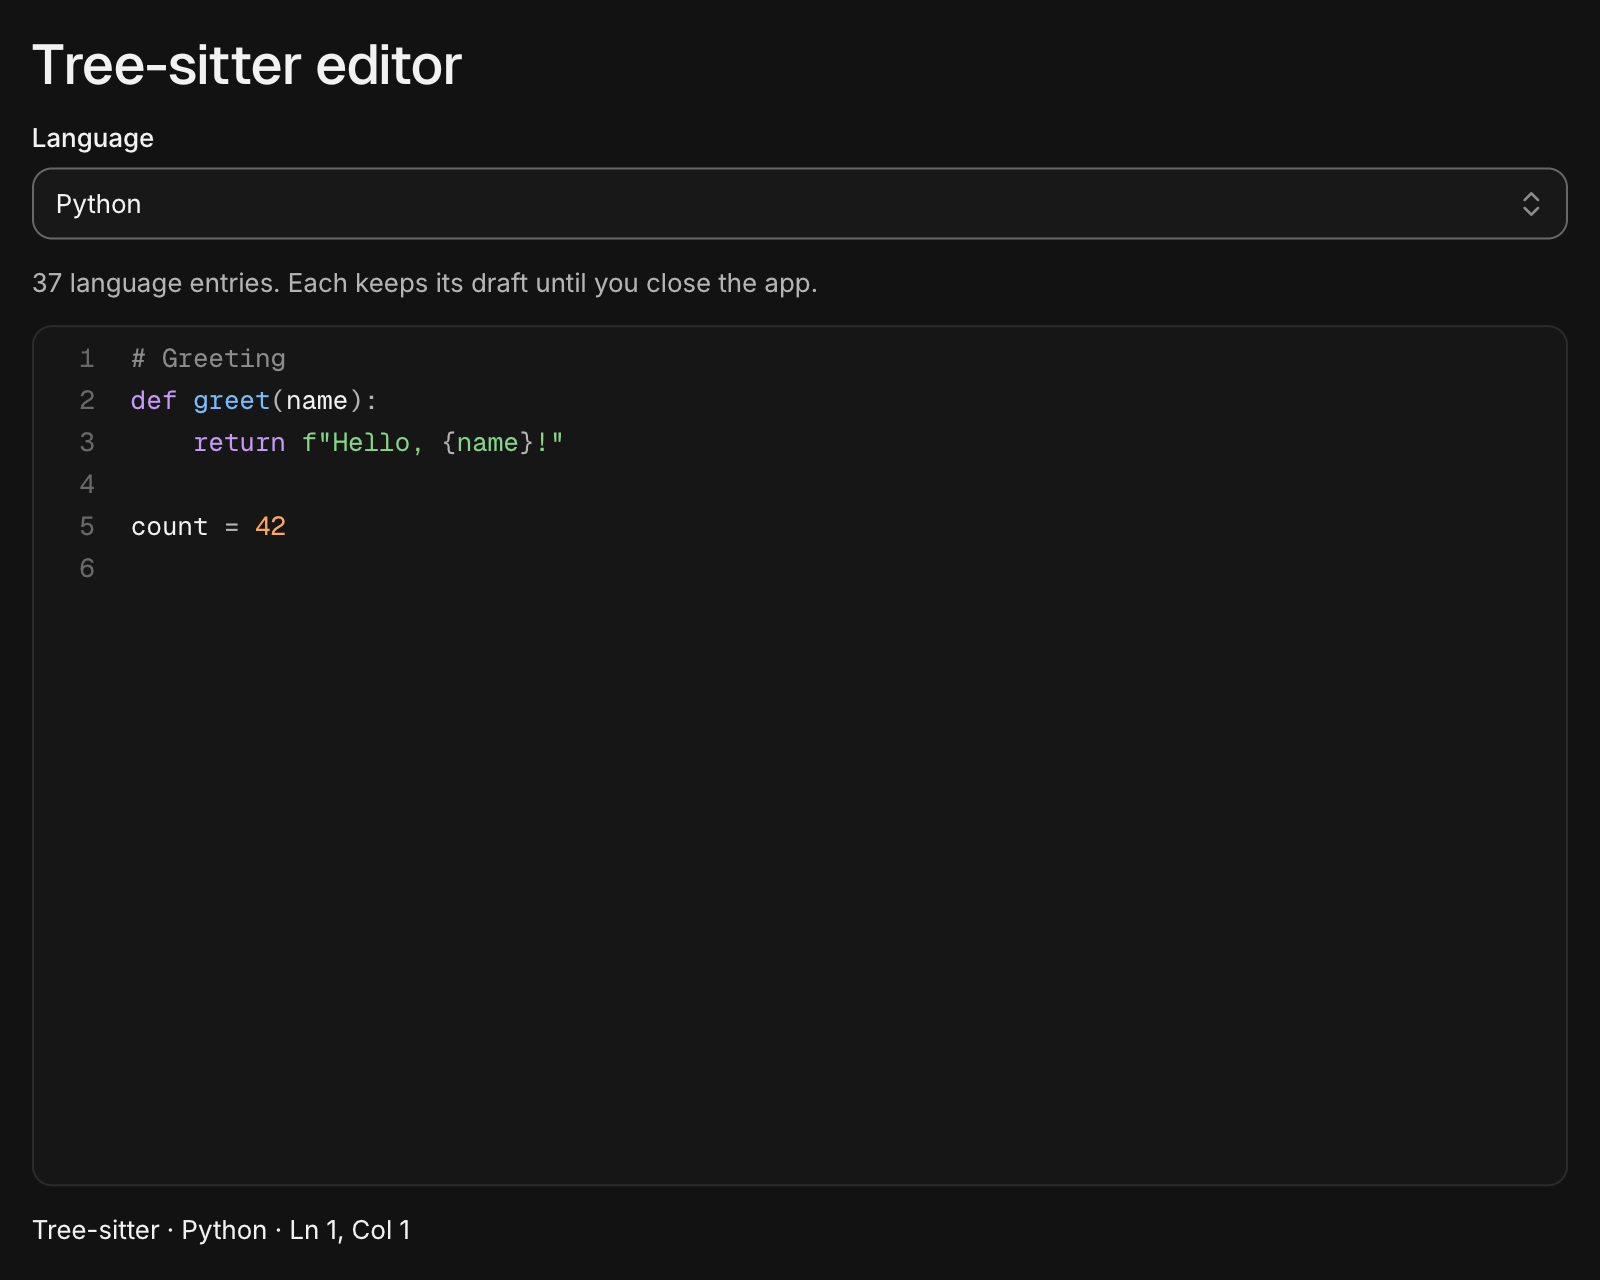 Tree-sitter editor
Language
Python
37 language entries. Each keeps its draft until you close the app.
1 # Greeting
2 def greet(name):
3     return f"Hello, {name}!"
4
5 count = 42
6
Tree-sitter · Python · Ln 1, Col 1